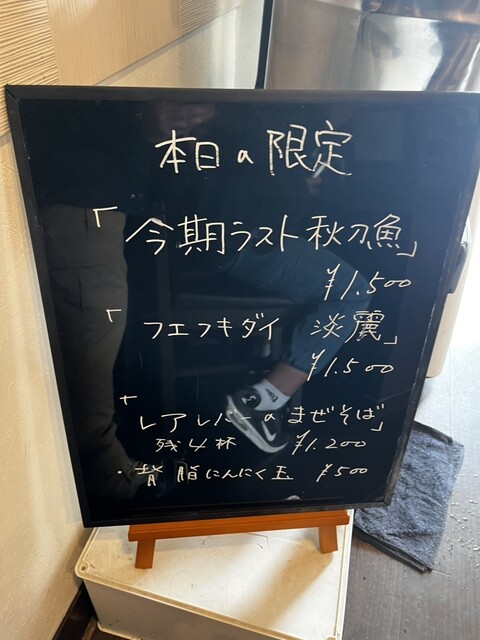 本日の限定
「今期ラスト秋刀魚」
¥1.500
「フエフキダイ 淡麗」
¥1.500
+
「レアレバーのまぜそば」
残4杯 ¥1.200
・背脂にんにく玉 ¥500